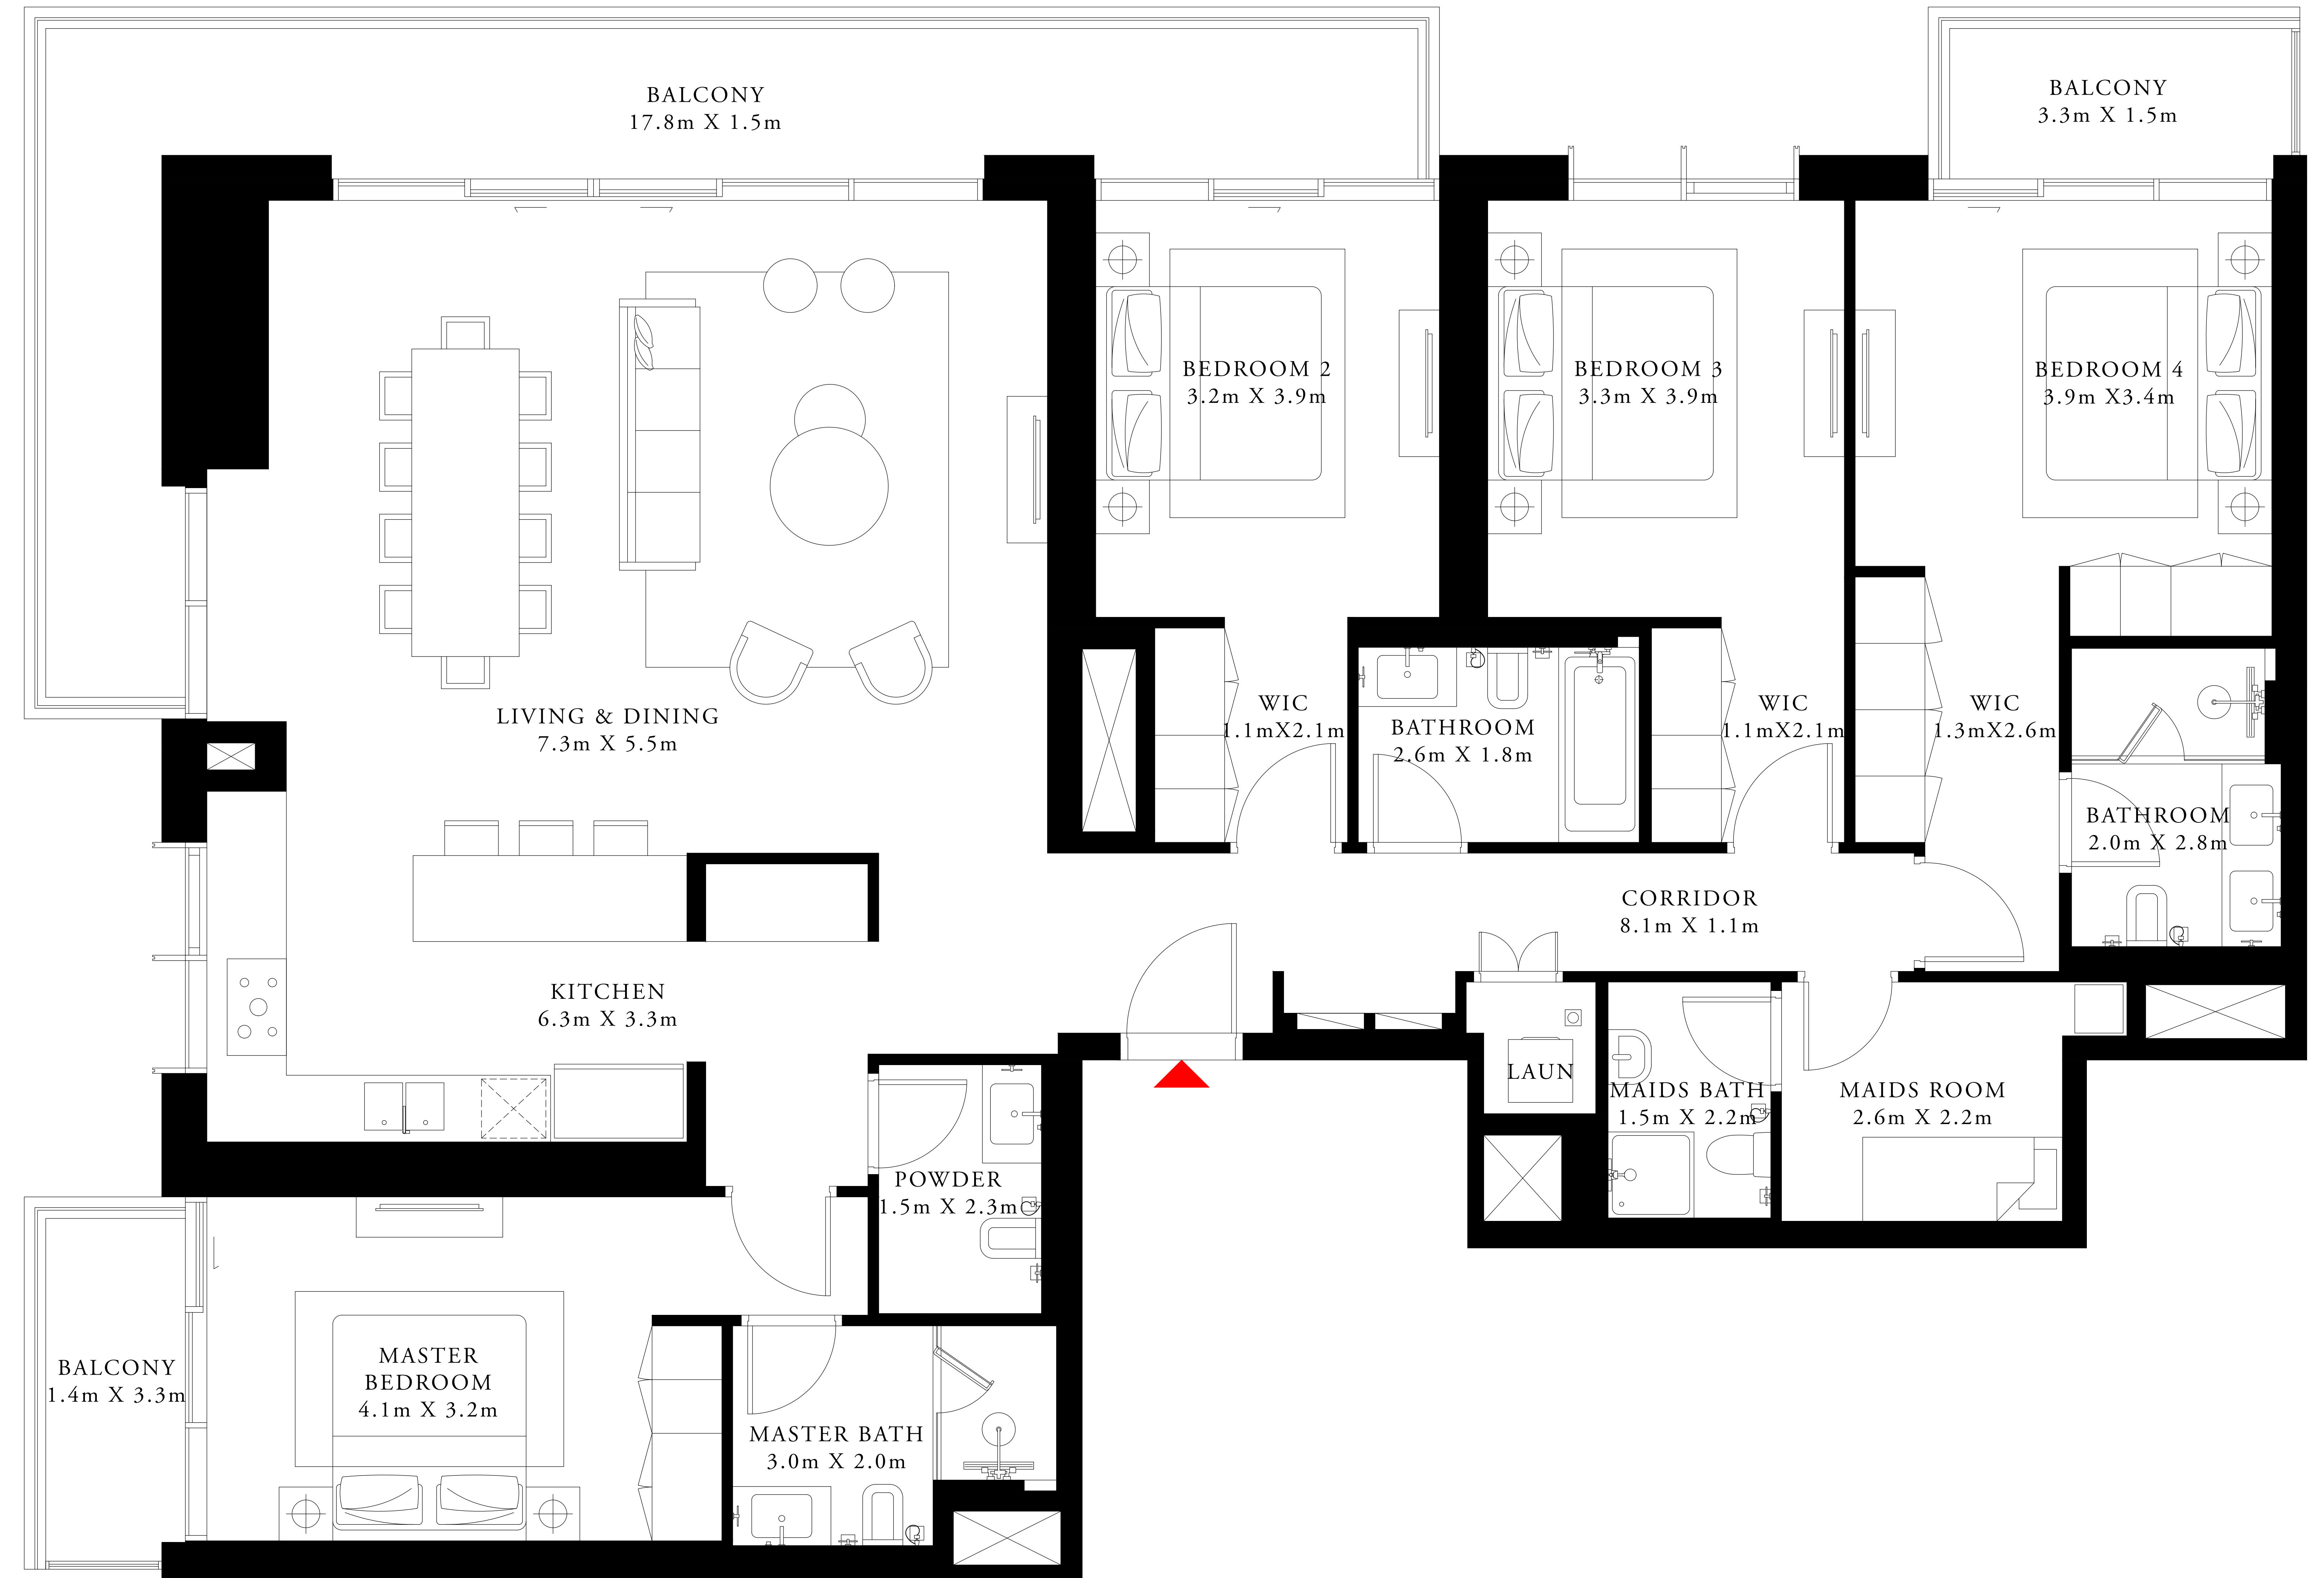 BALCONY
17.8m X 1.5m
BALCONY
3.3m X 1.5m
BEDROOM 2
3.2m X 3.9m
BEDROOM 3
3.3m X 3.9m
BEDROOM 4
3.9m X3.4m
LIVING & DINING
7.3m X 5.5m
WIC
1.1mX2.1m
BATHROOM
2.6m X 1.8m
WIC
1.1mX2.1m
WIC
1.3mX2.6m
BATHROOM
2.0m X 2.8m
CORRIDOR
8.1m X 1.1m
KITCHEN
6.3m X 3.3m
LAUN
MAIDS BATH
1.5m X 2.2m
MAIDS ROOM
2.6m X 2.2m
POWDER
1.5m X 2.3m
BALCONY
1.4m X 3.3m
MASTER
BEDROOM
4.1m X 3.2m
MASTER BATH
3.0m X 2.0m